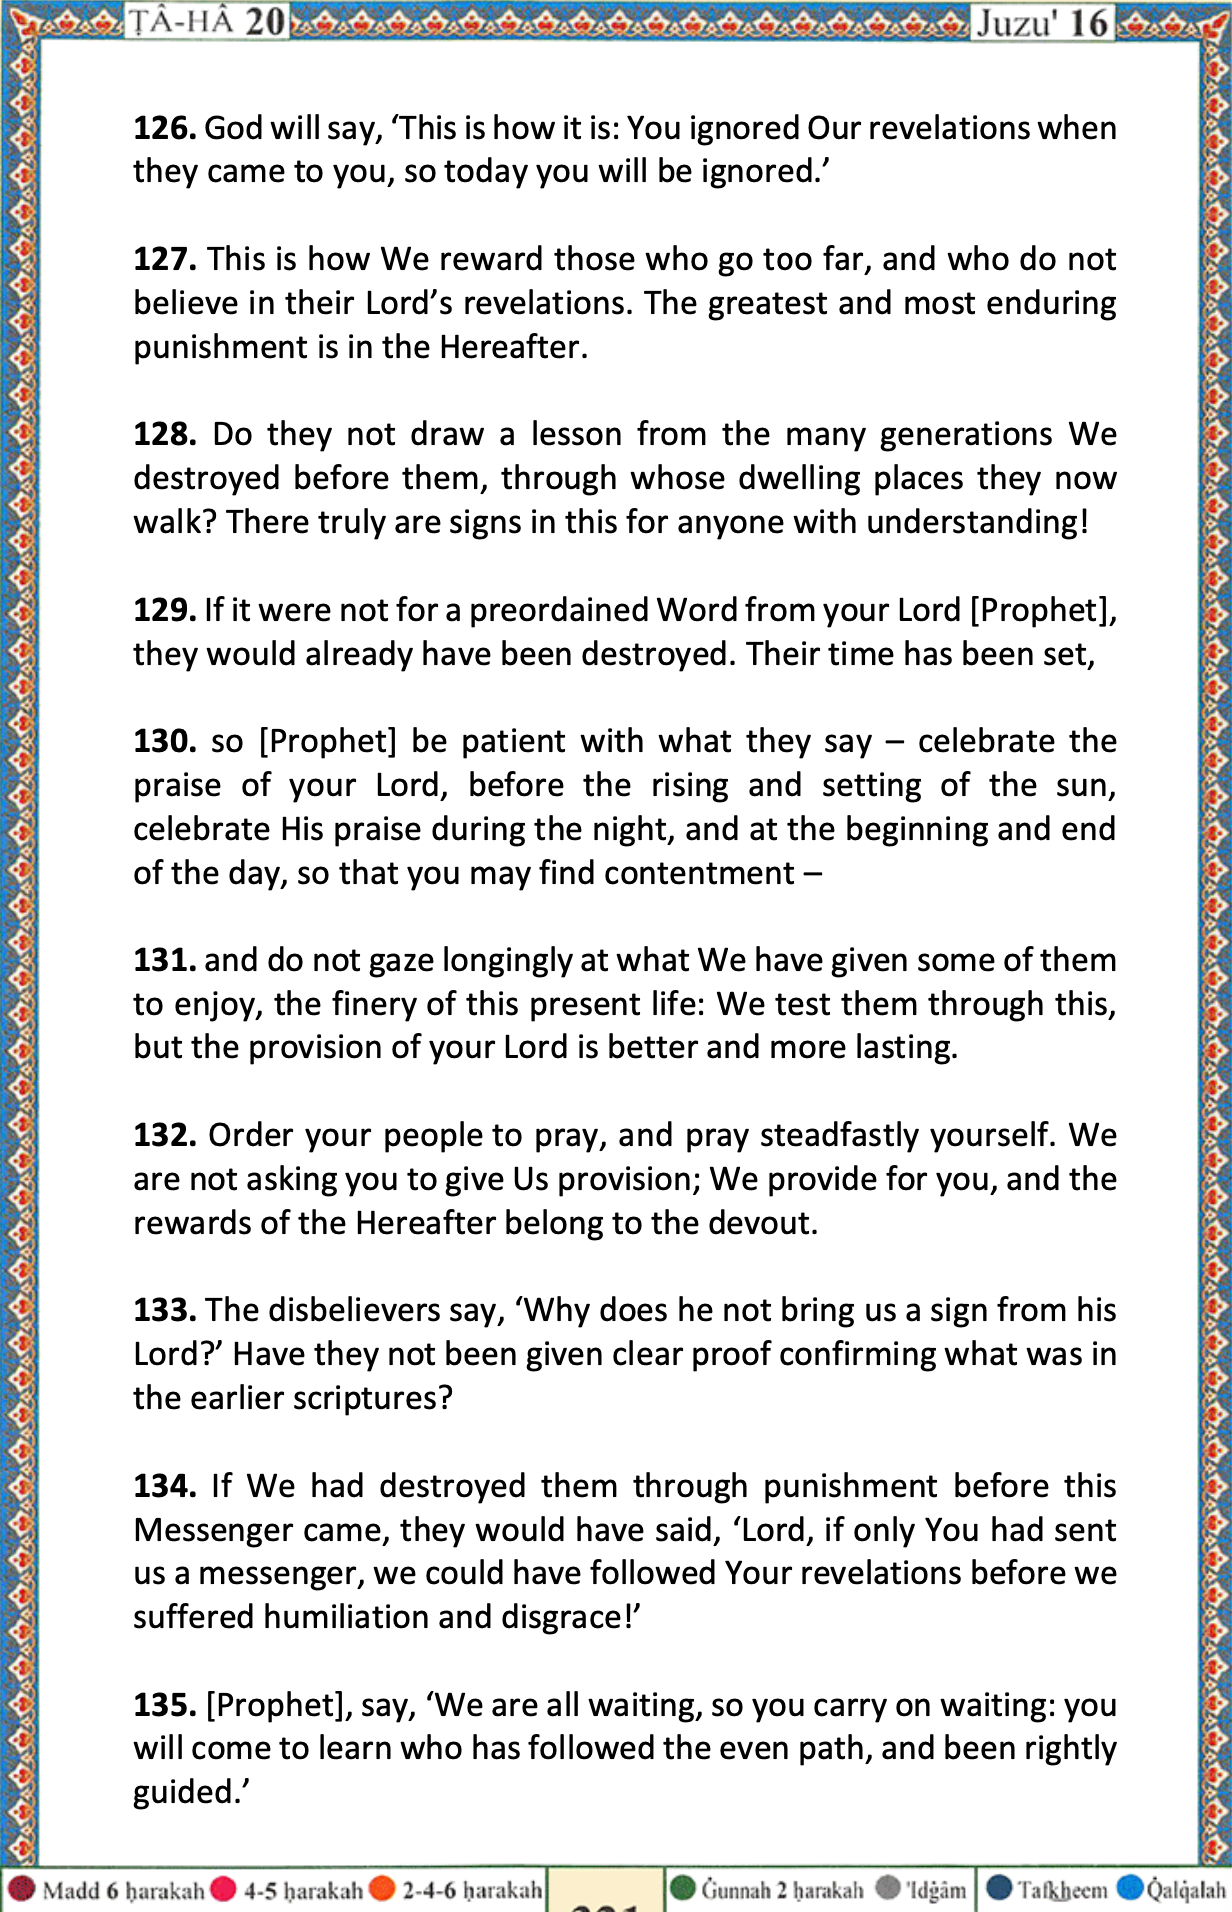 ṬÂ-HÂ 20 Juzu' 16
126. God will say, ‘This is how it is: You ignored Our revelations when
they came to you, so today you will be ignored.’
127. This is how We reward those who go too far, and who do not
believe in their Lord’s revelations. The greatest and most enduring
punishment is in the Hereafter.
128. Do they not draw a lesson from the many generations We
destroyed before them, through whose dwelling places they now
walk? There truly are signs in this for anyone with understanding!
129. If it were not for a preordained Word from your Lord [Prophet],
they would already have been destroyed. Their time has been set,
130. so [Prophet] be patient with what they say – celebrate the
praise of your Lord, before the rising and setting of the sun,
celebrate His praise during the night, and at the beginning and end
of the day, so that you may find contentment –
131. and do not gaze longingly at what We have given some of them
to enjoy, the finery of this present life: We test them through this,
but the provision of your Lord is better and more lasting.
132. Order your people to pray, and pray steadfastly yourself. We
are not asking you to give Us provision; We provide for you, and the
rewards of the Hereafter belong to the devout.
133. The disbelievers say, ‘Why does he not bring us a sign from his
Lord?’ Have they not been given clear proof confirming what was in
the earlier scriptures?
134. If We had destroyed them through punishment before this
Messenger came, they would have said, ‘Lord, if only You had sent
us a messenger, we could have followed Your revelations before we
suffered humiliation and disgrace!’
135. [Prophet], say, ‘We are all waiting, so you carry on waiting: you
will come to learn who has followed the even path, and been rightly
guided.’
Madd 6 ḥarakah 4-5 ḥarakah 2-4-6 ḥarakah Ġunnah 2 ḥarakah 'Idġâm Tafkheem Q̇alq̇alah